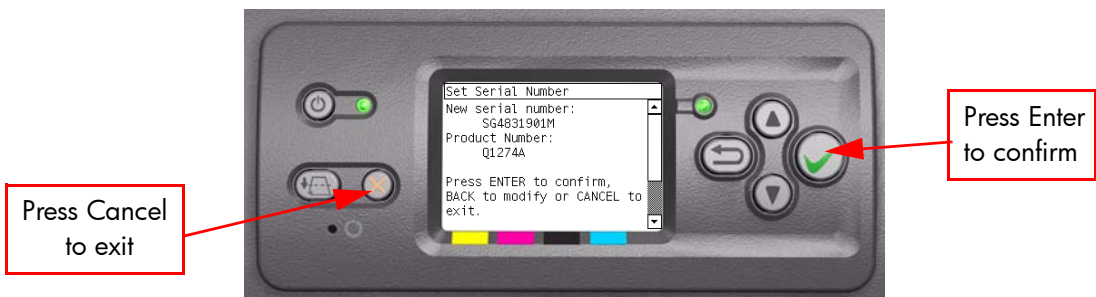 Set Serial Number
New serial number:
SG4831901M
Product Number:
Q1274A
Press ENTER to confirm,
BACK to modify or CANCEL to
exit.
Press Cancel
to exit
Press Enter
to confirm